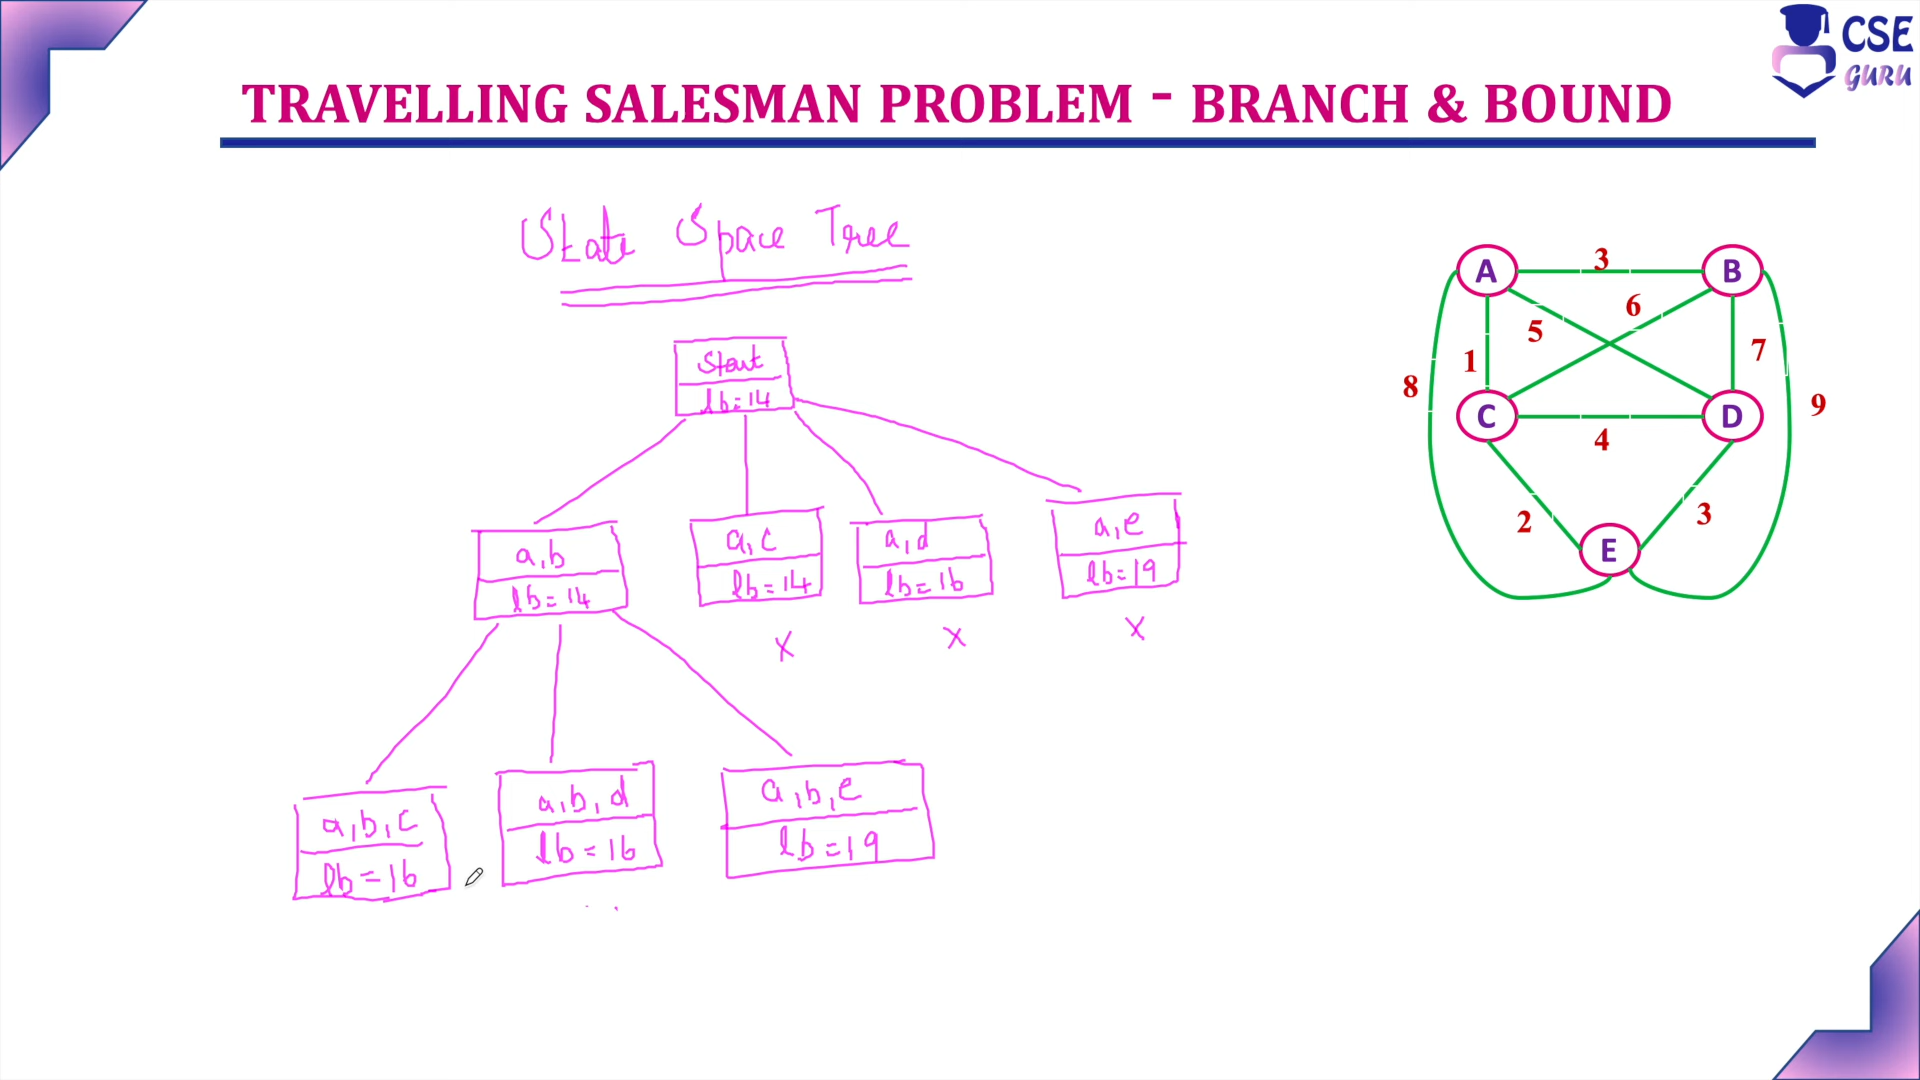 CSE
GURU
TRAVELLING SALESMAN PROBLEM - BRANCH & BOUND
State Space Tree
Start
lb=14
a,b
lb=14
a,c
lb=14
X
a,d
lb=16
X
a,e
lb=19
X
a,b,c
lb=16
a,b,d
lb=16
a,b,e
lb=19
A 3 B
6
5
1
7
8
9
C D
4
2
3
E